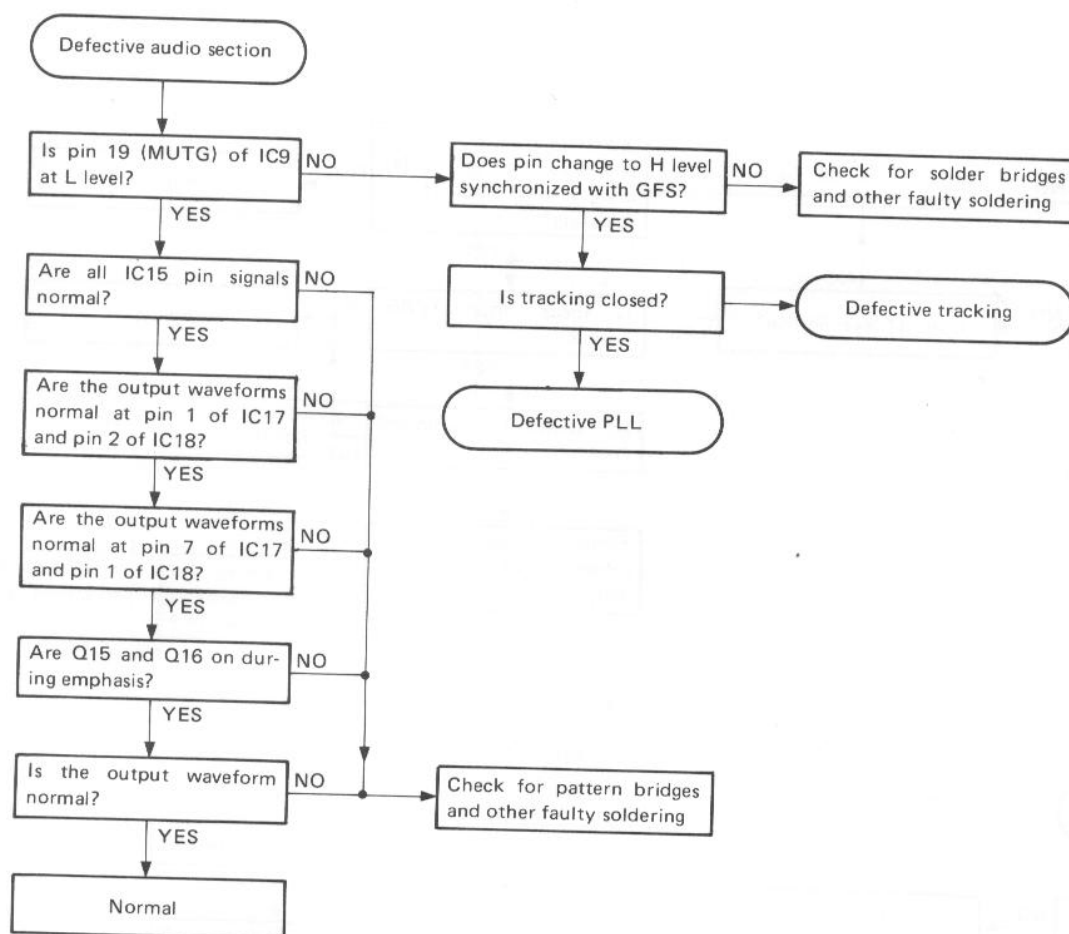 Defective audio section
Is pin 19 (MUTG) of IC9
at L level?
NO
YES
Does pin change to H level
synchronized with GFS?
NO
YES
Check for solder bridges
and other faulty soldering
Are all IC15 pin signals
normal?
NO
YES
Is tracking closed?
YES
Defective tracking
Defective PLL
Are the output waveforms
normal at pin 1 of IC17
and pin 2 of IC18?
NO
YES
Are the output waveforms
normal at pin 7 of IC17
and pin 1 of IC18?
NO
YES
Are Q15 and Q16 on dur-
ing emphasis?
NO
YES
Is the output waveform
normal?
NO
YES
Check for pattern bridges
and other faulty soldering
Normal